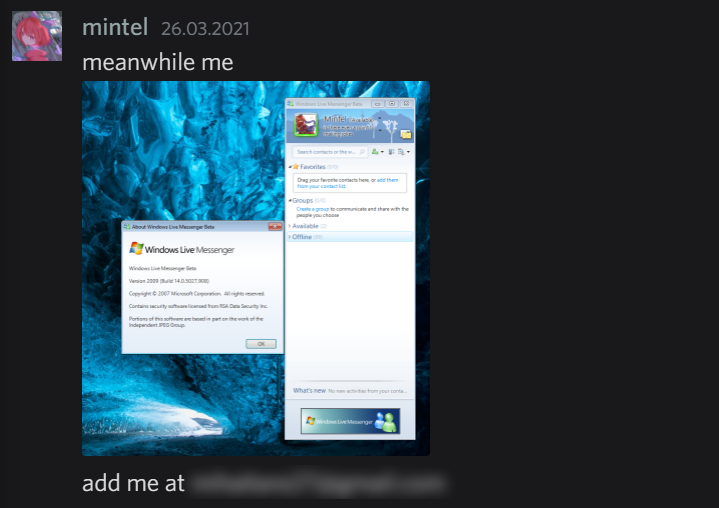 mintel 26.03.2021
meanwhile me
Windows Live Messenger Beta
Mintel
Search contacts or the w...
Favorites (0/0)
Drag your favorite contacts here, or add them
from your contact list.
Groups (0/0)
Create a group to communicate and share with the
people you choose
Available (0)
Offline
About Windows Live Messenger Beta
Windows Live Messenger
Windows Live Messenger Beta
Version 2009 (Build 14.0.5027.908)
Copyright © 2007 Microsoft Corporation. All rights reserved.
Contains security software licensed from RSA Data Security Inc.
Portions of this software are based in part on the work of the
Independent JPEG Group.
OK
What's new No new activities from your conta...
Windows Live Messenger
add me at